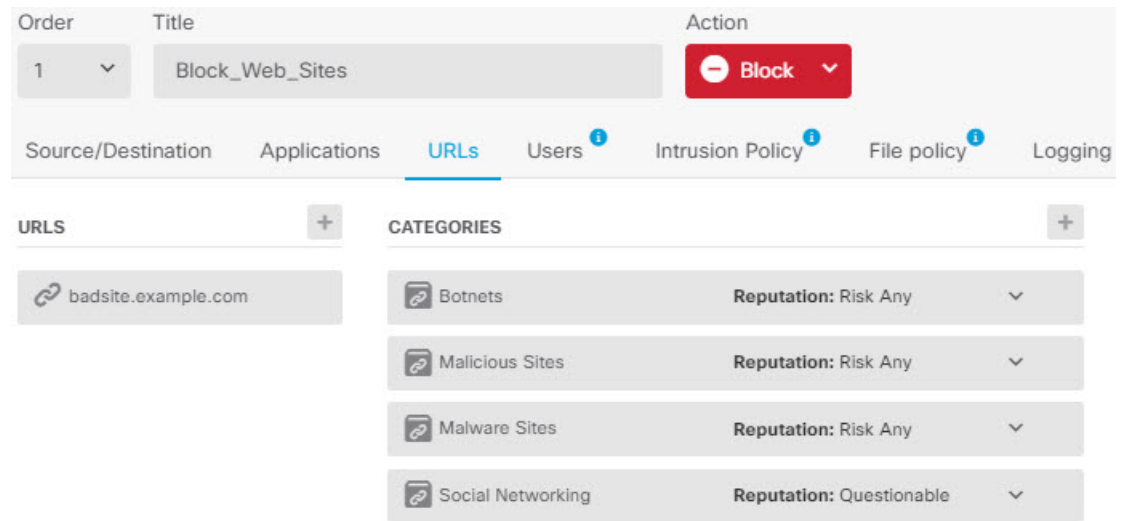 Order Title Action
1 Block_Web_Sites Block
Source/Destination Applications URLs Users Intrusion Policy File policy Logging
URLS CATEGORIES
badsite.example.com Botnets Reputation: Risk Any
Malicious Sites Reputation: Risk Any
Malware Sites Reputation: Risk Any
Social Networking Reputation: Questionable